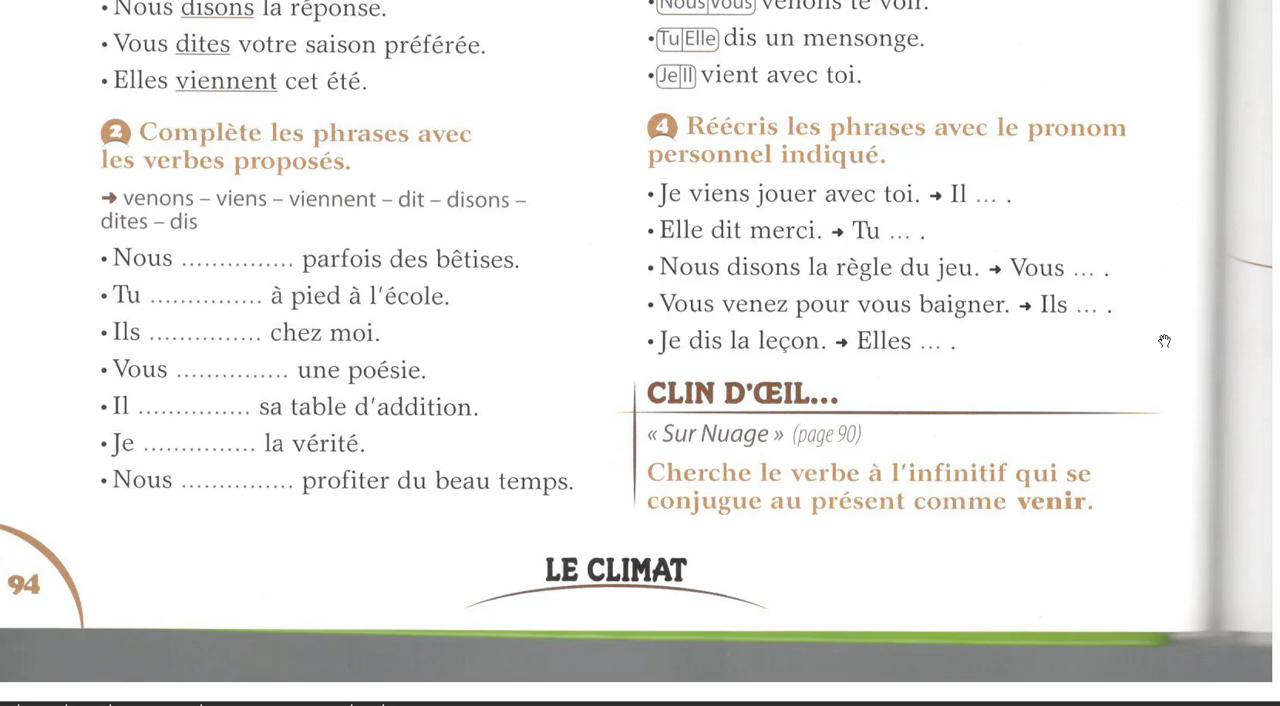 • Nous disons la réponse.
• Vous dites votre saison préférée.
• Elles viennent cet été.
2 Complète les phrases avec
les verbes proposés.
➜ venons – viens – viennent – dit – disons –
dites – dis
• Nous ............... parfois des bêtises.
• Tu ............... à pied à l'école.
• Ils ............... chez moi.
• Vous ............... une poésie.
• Il ............... sa table d'addition.
• Je ............... la vérité.
• Nous ............... profiter du beau temps.
• Nous|Vous venons te voir.
• Tu|Elle dis un mensonge.
• Je|Il vient avec toi.
4 Réécris les phrases avec le pronom
personnel indiqué.
• Je viens jouer avec toi. ➜ Il ... .
• Elle dit merci. ➜ Tu ... .
• Nous disons la règle du jeu. ➜ Vous ... .
• Vous venez pour vous baigner. ➜ Ils ... .
• Je dis la leçon. ➜ Elles ... .
CLIN D'ŒIL...
« Sur Nuage » (page 90)
Cherche le verbe à l'infinitif qui se
conjugue au présent comme venir.
94
LE CLIMAT